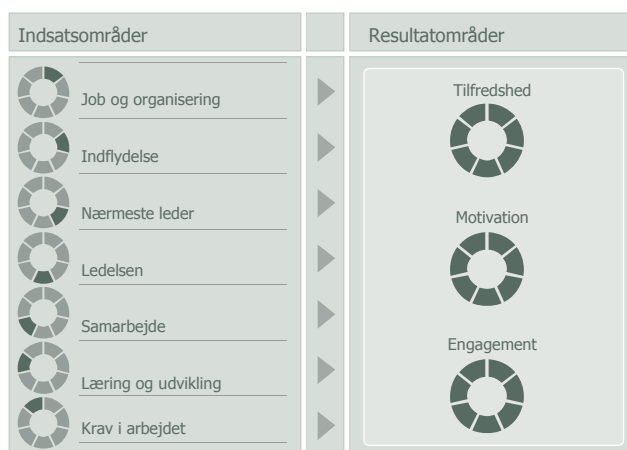 Indsatsområder
Resultatområder
Job og organisering
Indflydelse
Nærmeste leder
Ledelsen
Samarbejde
Læring og udvikling
Krav i arbejdet
Tilfredshed
Motivation
Engagement